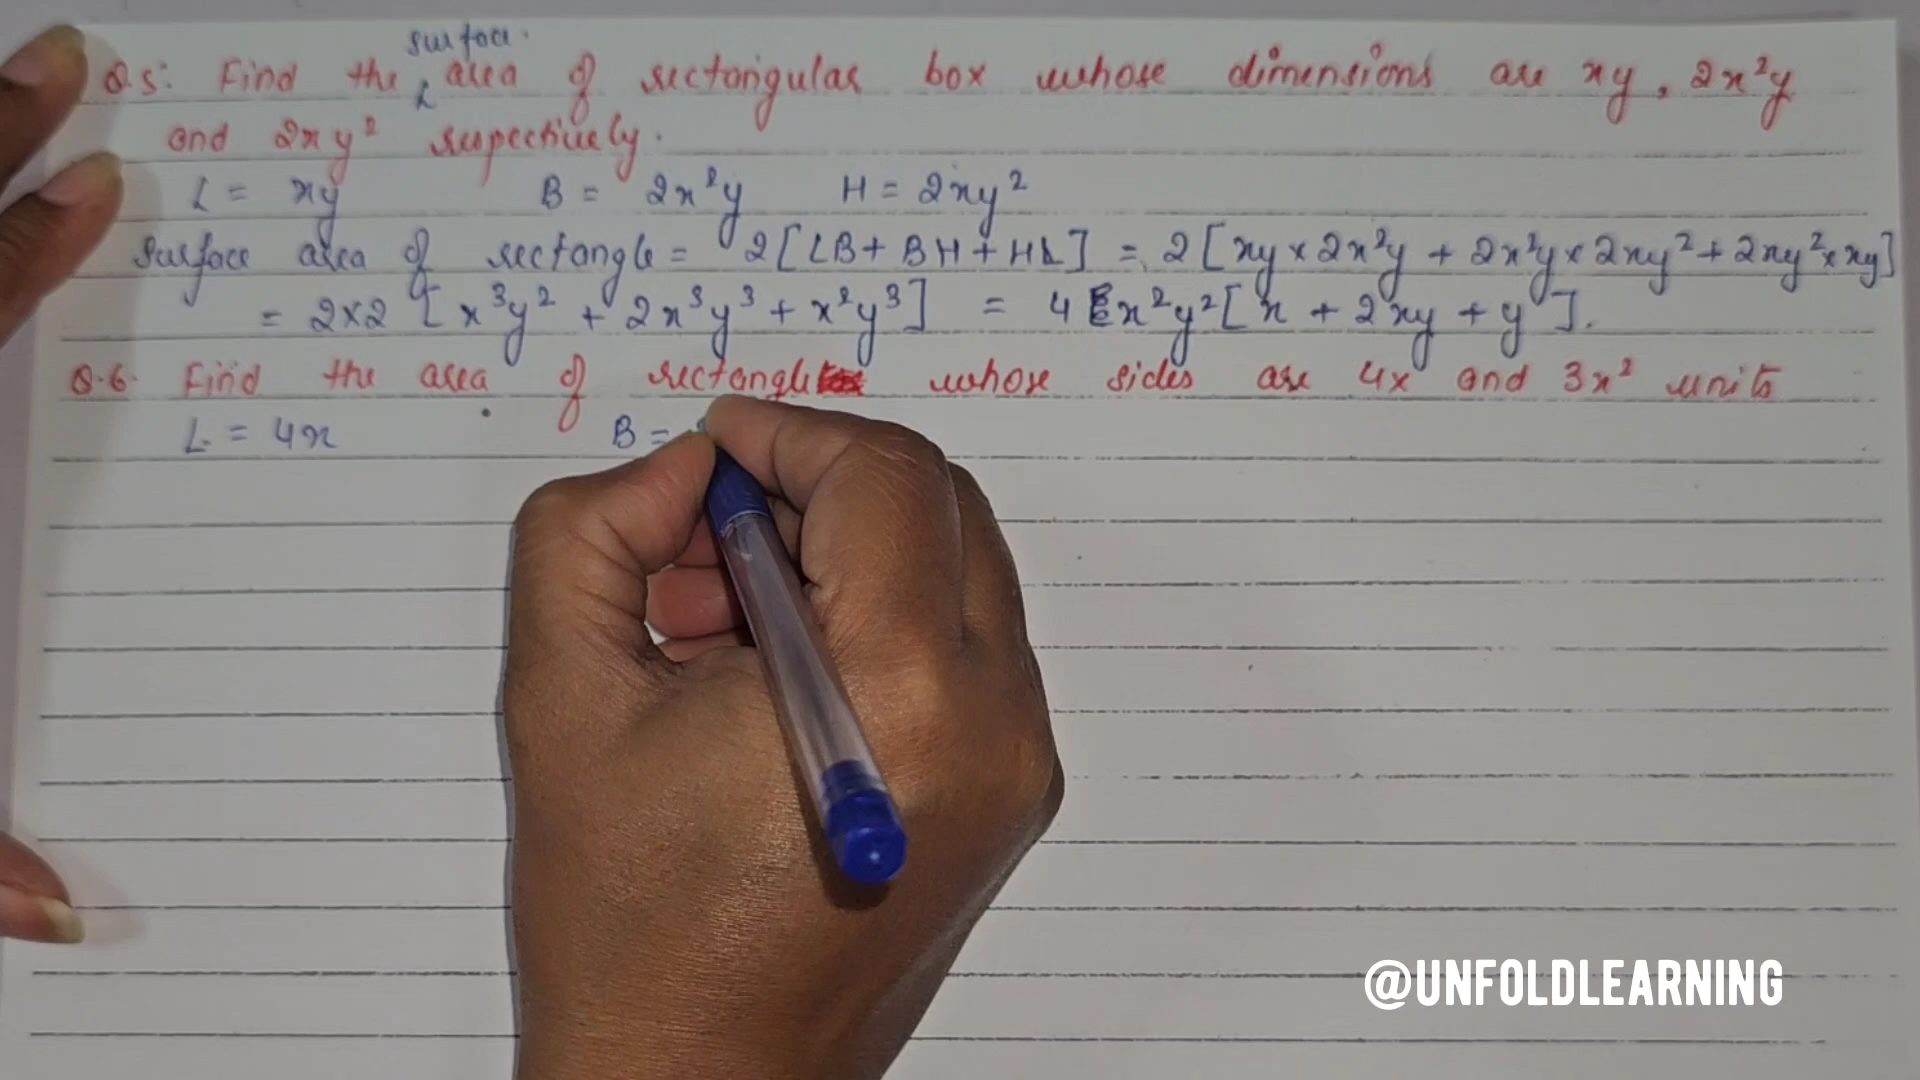 surface
Q.5: Find the area of rectangular box whose dimensions are xy, 2x²y
and 2xy² respectively.
L = xy B = 2x²y H = 2xy²
Surface area of rectangle = 2[LB + BH + HL] = 2[xy × 2x²y + 2x²y × 2xy² + 2xy² × xy]
= 2×2 [x³y² + 2x³y³ + x²y³] = 4 x²y²[x + 2xy + y].
Q.6. Find the area of rectangle whose sides are 4x and 3x² units
L = 4x B =
@UNFOLDLEARNING